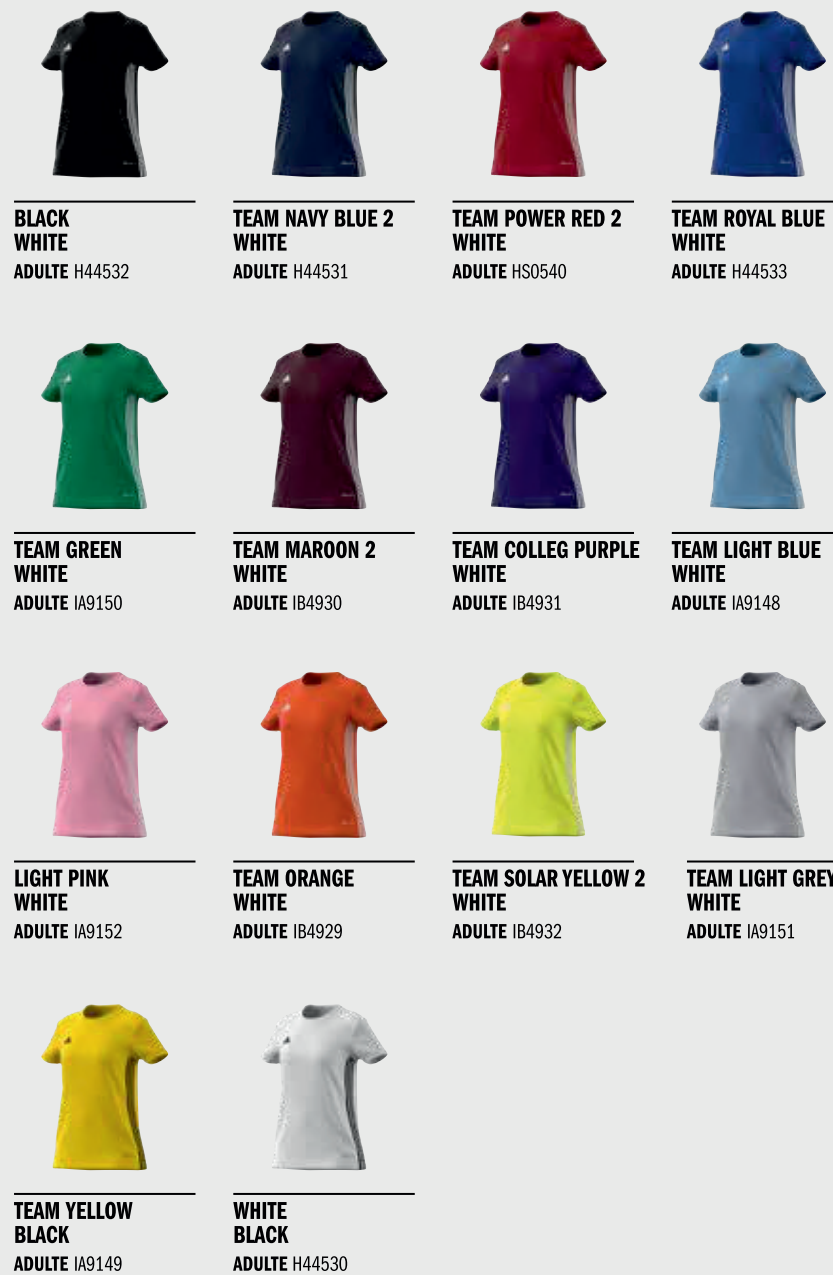 BLACK
WHITE
ADULTE H44532
TEAM NAVY BLUE 2
WHITE
ADULTE H44531
TEAM POWER RED 2
WHITE
ADULTE HS0540
TEAM ROYAL BLUE
WHITE
ADULTE H44533
TEAM GREEN
WHITE
ADULTE IA9150
TEAM MAROON 2
WHITE
ADULTE IB4930
TEAM COLLEG PURPLE
WHITE
ADULTE IB4931
TEAM LIGHT BLUE
WHITE
ADULTE IA9148
LIGHT PINK
WHITE
ADULTE IA9152
TEAM ORANGE
WHITE
ADULTE IB4929
TEAM SOLAR YELLOW 2
WHITE
ADULTE IB4932
TEAM LIGHT GREY
WHITE
ADULTE IA9151
TEAM YELLOW
BLACK
ADULTE IA9149
WHITE
BLACK
ADULTE H44530